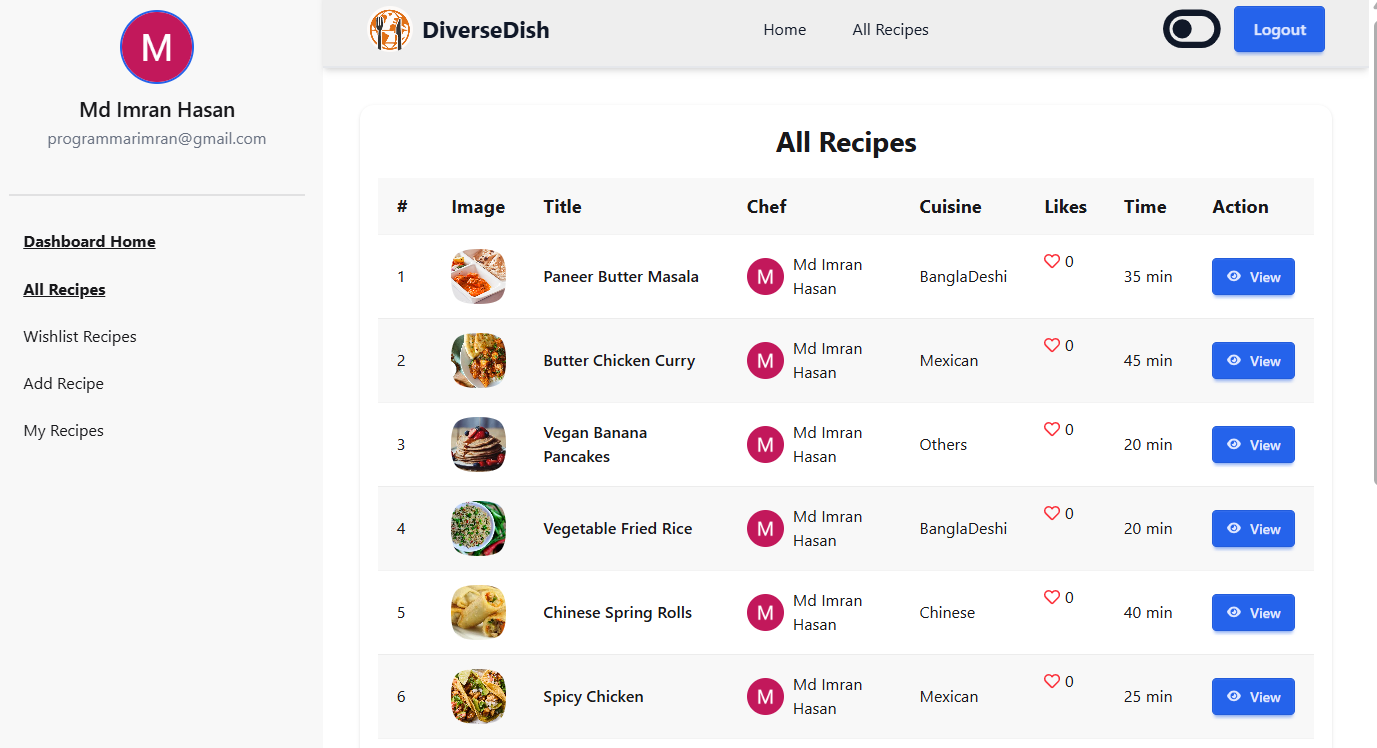 M
Md Imran Hasan
programmarimran@gmail.com
Dashboard Home
All Recipes
Wishlist Recipes
Add Recipe
My Recipes
DiverseDish
Home All Recipes
Logout
All Recipes
# Image Title Chef Cuisine Likes Time Action
1 Paneer Butter Masala M Md Imran Hasan BanglaDeshi 0 35 min View
2 Butter Chicken Curry M Md Imran Hasan Mexican 0 45 min View
3 Vegan Banana Pancakes M Md Imran Hasan Others 0 20 min View
4 Vegetable Fried Rice M Md Imran Hasan BanglaDeshi 0 20 min View
5 Chinese Spring Rolls M Md Imran Hasan Chinese 0 40 min View
6 Spicy Chicken M Md Imran Hasan Mexican 0 25 min View